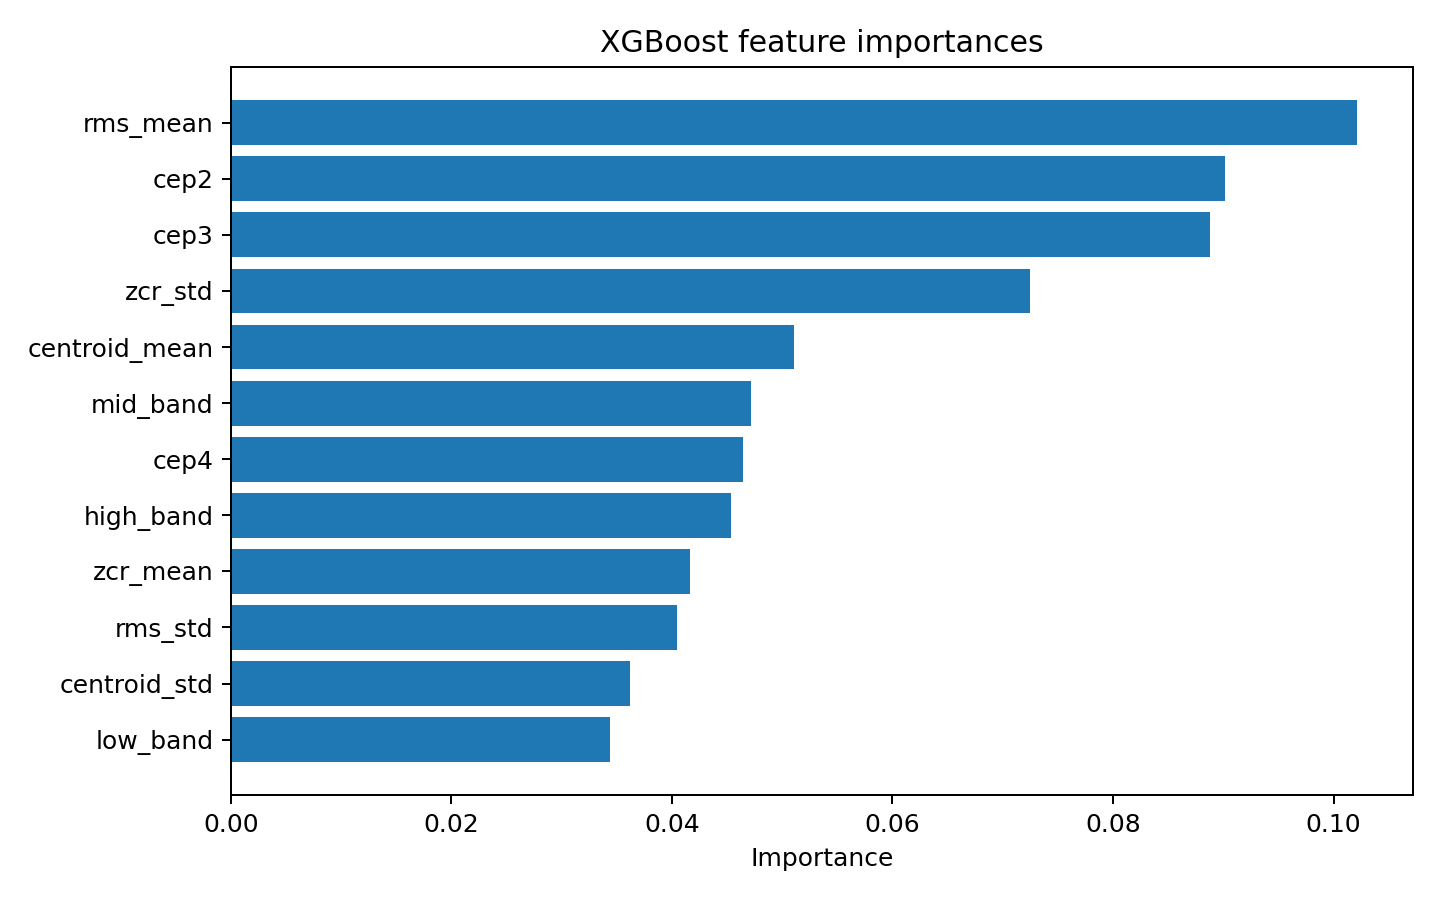 XGBoost feature importances
rms_mean
cep2
cep3
zcr_std
centroid_mean
mid_band
cep4
high_band
zcr_mean
rms_std
centroid_std
low_band
0.00 0.02 0.04 0.06 0.08 0.10
Importance